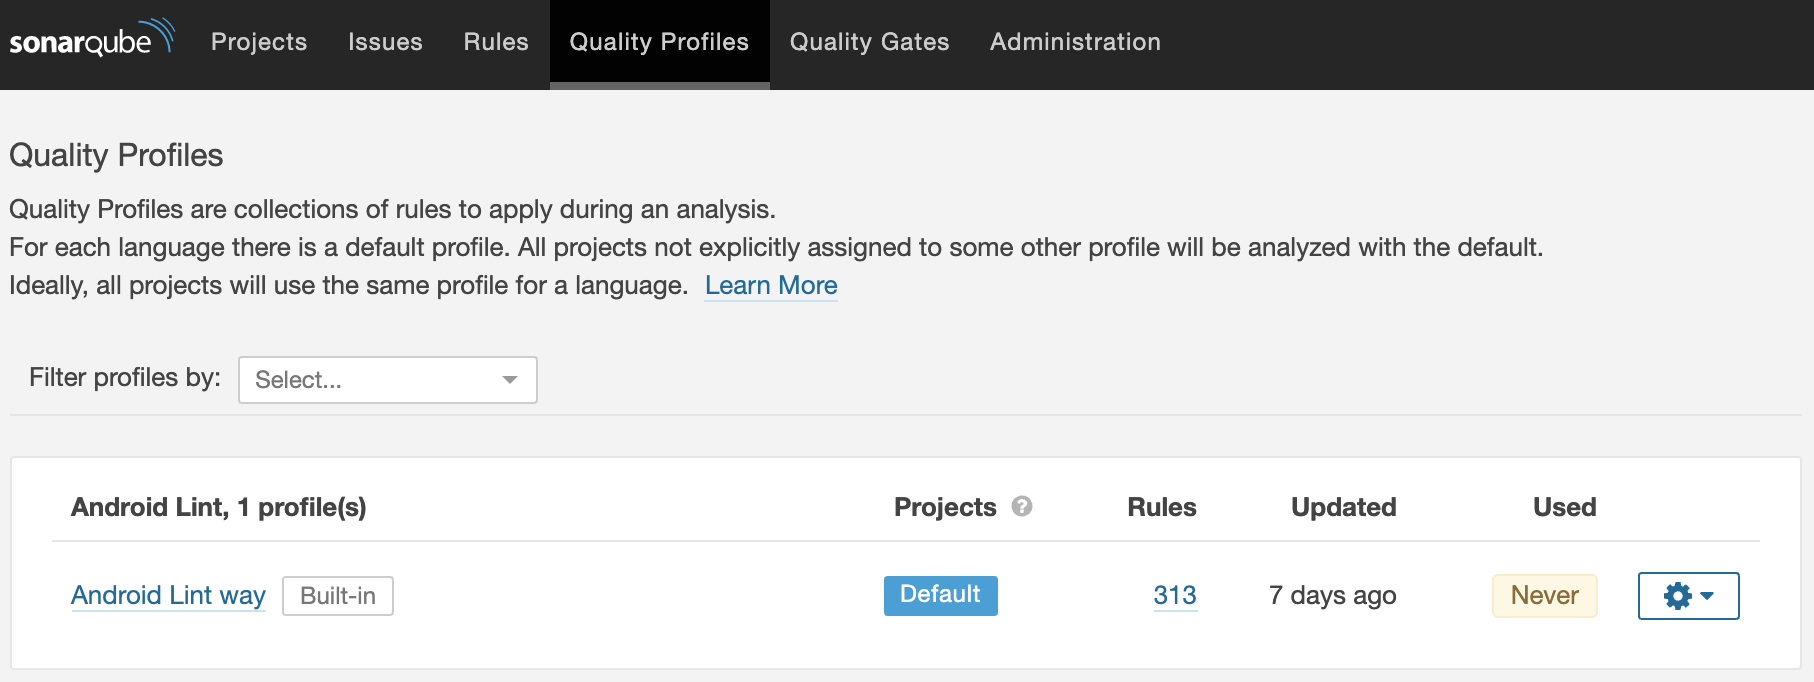 sonarqube Projects Issues Rules Quality Profiles Quality Gates Administration
Quality Profiles
Quality Profiles are collections of rules to apply during an analysis.
For each language there is a default profile. All projects not explicitly assigned to some other profile will be analyzed with the default.
Ideally, all projects will use the same profile for a language. Learn More
Filter profiles by: Select...
Android Lint, 1 profile(s) Projects ? Rules Updated Used
Android Lint way Built-in Default 313 7 days ago Never